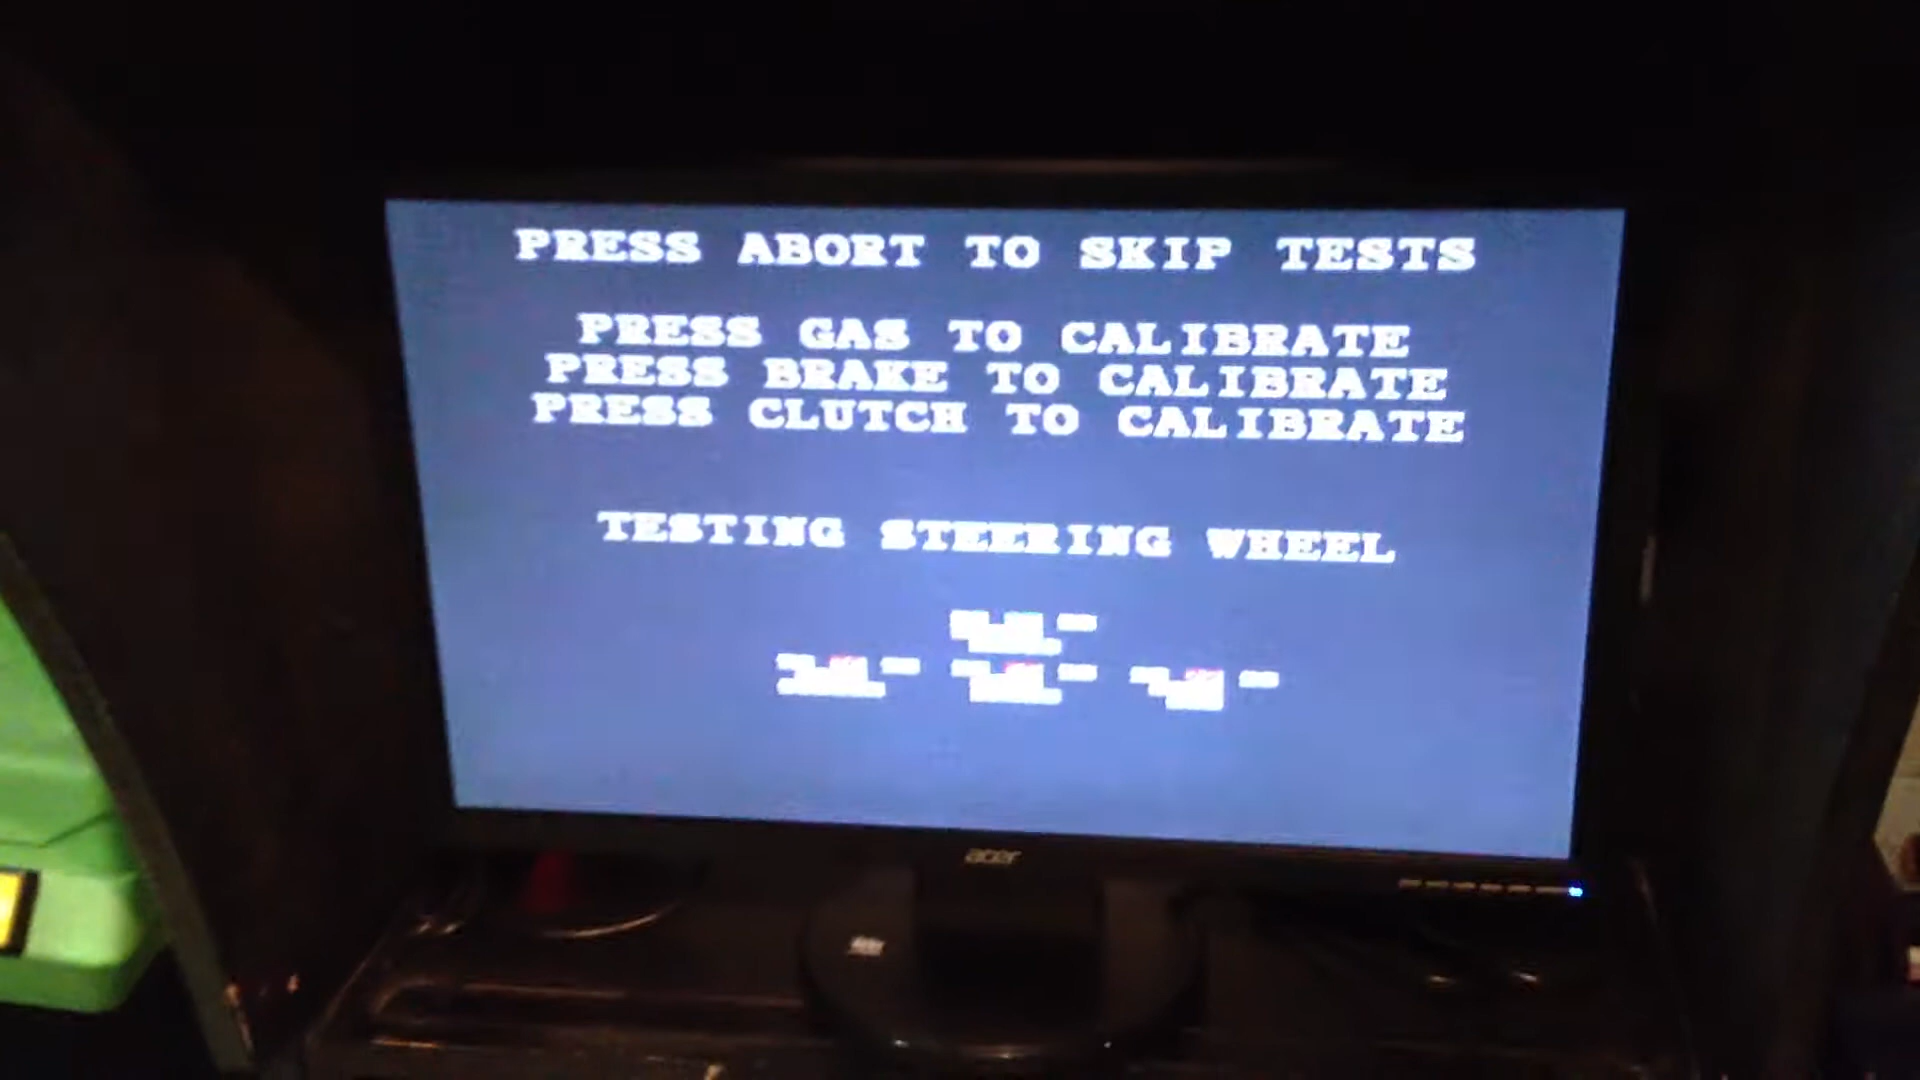 PRESS ABORT TO SKIP TESTS
PRESS GAS TO CALIBRATE
PRESS BRAKE TO CALIBRATE
PRESS CLUTCH TO CALIBRATE
TESTING STEERING WHEEL
acer